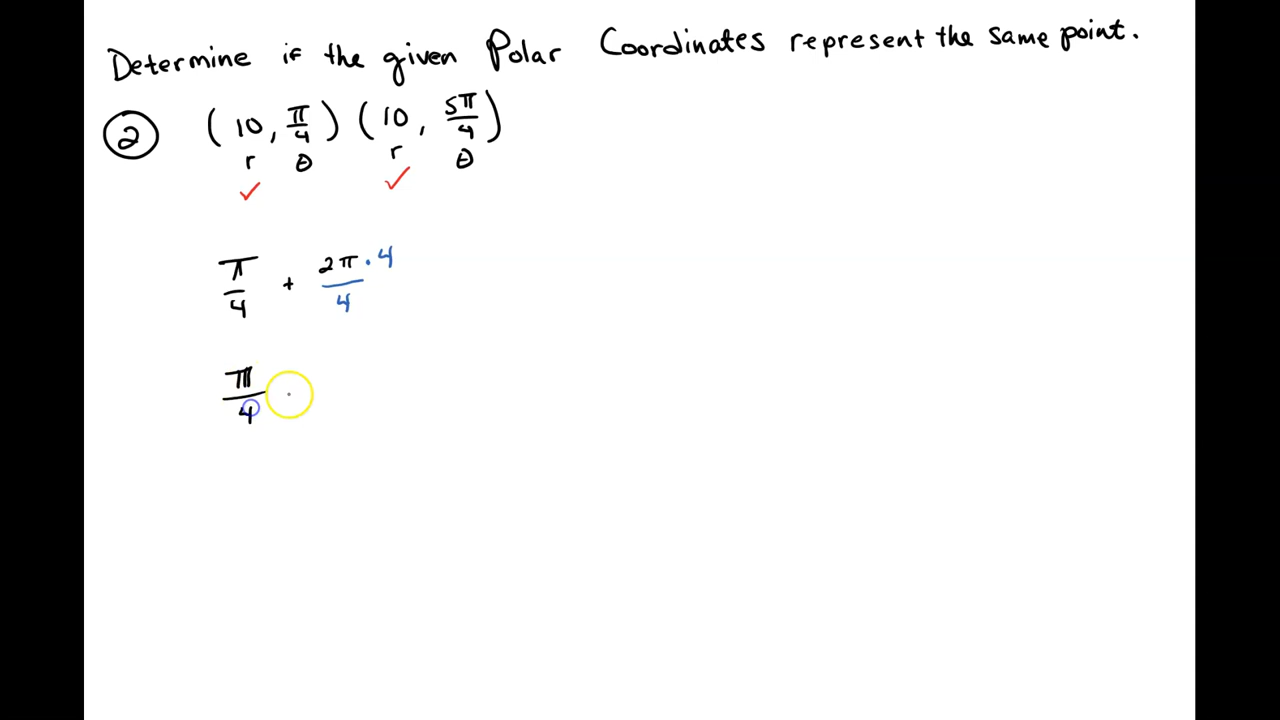 Determine if the given Polar Coordinates represent the same point.
2 (10, π/4) (10, 5π/4)
r θ r θ
✓ ✓
π/4 + 2π · 4/4
π/4